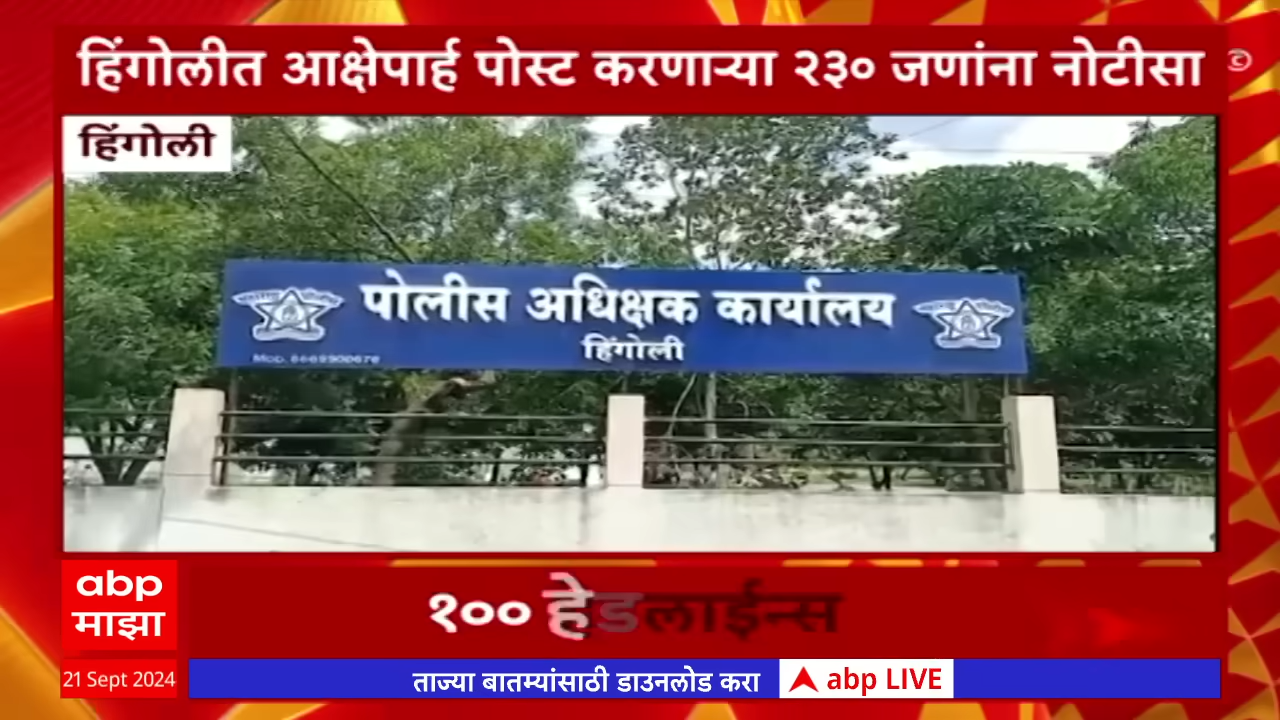 हिंगोलीत आक्षेपार्ह पोस्ट करणाऱ्या २३० जणांना नोटीसा
©
हिंगोली
पोलीस अधिक्षक कार्यालय
हिंगोली
abp
माझा
१०० हेडलाईन्स
21 Sept 2024
ताज्या बातम्यांसाठी डाउनलोड करा
abp LIVE